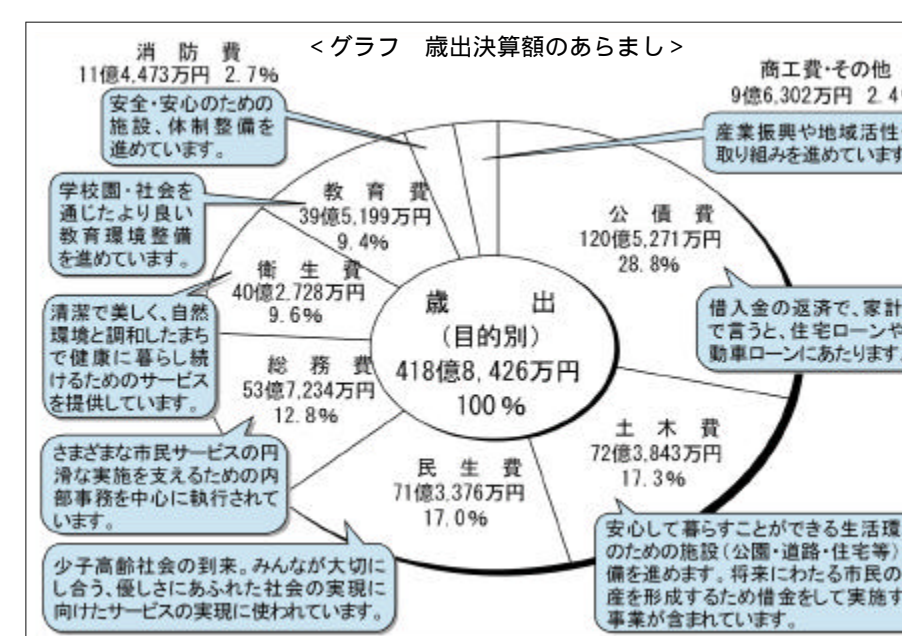 ＜グラフ　歳出決算額のあらまし＞
消　防　費
11億4,473万円　2.7%
安全・安心のための
施設、体制整備を
進めています。
商工費・その他
9億6,302万円　2.4
産業振興や地域活性
取り組みを進めています
学校園・社会を
通じたより良い
教育環境整備
を進めています。
教　育　費
39億5,199万円
9.4%
公　債　費
120億5,271万円
28.8%
借入金の返済で、家計
で言うと、住宅ローンや
動車ローンにあたります。
衛　生　費
40億2.728万円
9.6%
清潔で美しく、自然
環境と調和したまち
で健康に暮らし続
けるためのサービス
を提供しています。
歳　出
(目的別)
418億8,426万円
100%
総　務　費
53億7,234万円
12.8%
さまざまな市民サービスの円
滑な実施を支えるための内
部事務を中心に執行されて
います。
土　木　費
72億3,843万円
17.3%
安心して暮らすことができる生活環
のための施設(公園・道路・住宅等)
備を進めます。将来にわたる市民の
産を形成するため借金をして実施す
事業が含まれています。
民　生　費
71億3,376万円
17.0%
少子高齢社会の到来。みんなが大切に
し合う、優しさにあふれた社会の実現に
向けたサービスの実現に使われています。